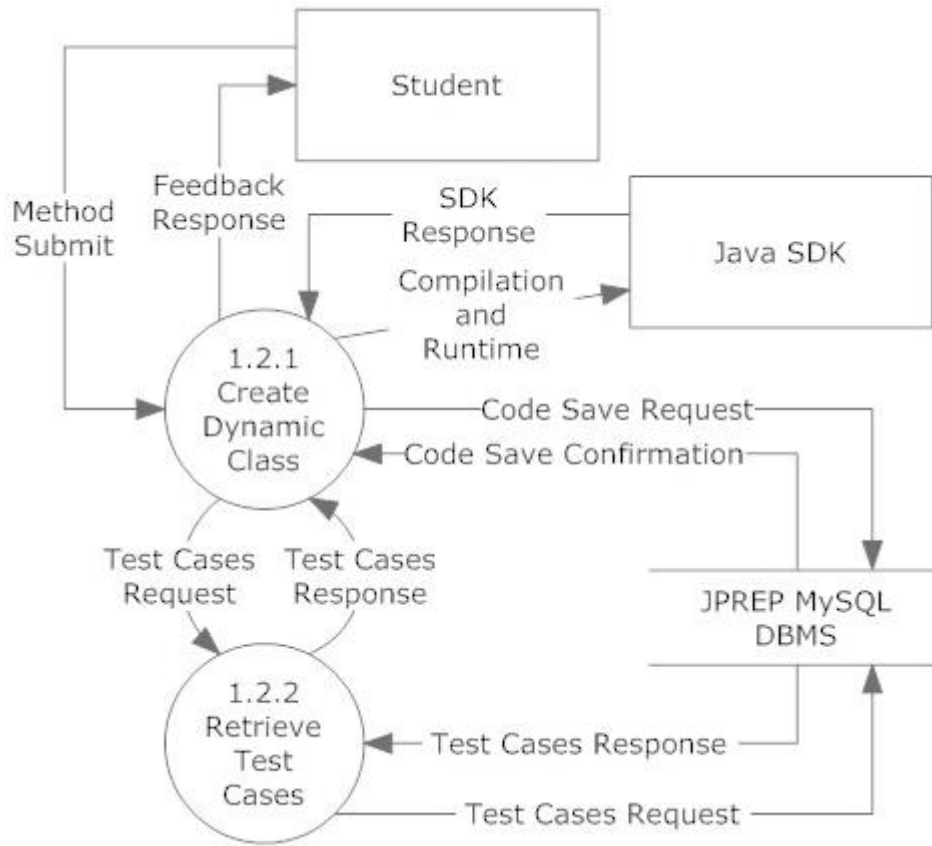 Student
Feedback
Response
Method
Submit
SDK
Response
Java SDK
Compilation
and
Runtime
1.2.1
Create
Dynamic
Class
Code Save Request
Code Save Confirmation
Test Cases
Request
Test Cases
Response
JPREP MySQL
DBMS
1.2.2
Retrieve
Test
Cases
Test Cases Response
Test Cases Request